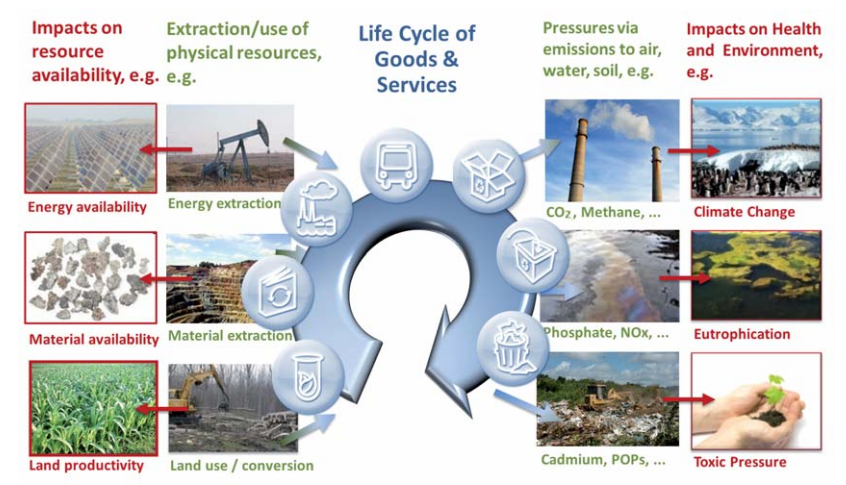 Impacts on
resource
availability, e.g.
Extraction/use of
physical resources,
e.g.
Life Cycle of
Goods &
Services
Pressures via
emissions to air,
water, soil, e.g.
Impacts on Health
and Environment,
e.g.
Energy availability
Energy extraction
CO₂, Methane, ...
Climate Change
Material availability
Material extraction
Phosphate, NOx, ...
Eutrophication
Land productivity
Land use / conversion
Cadmium, POPs, ...
Toxic Pressure